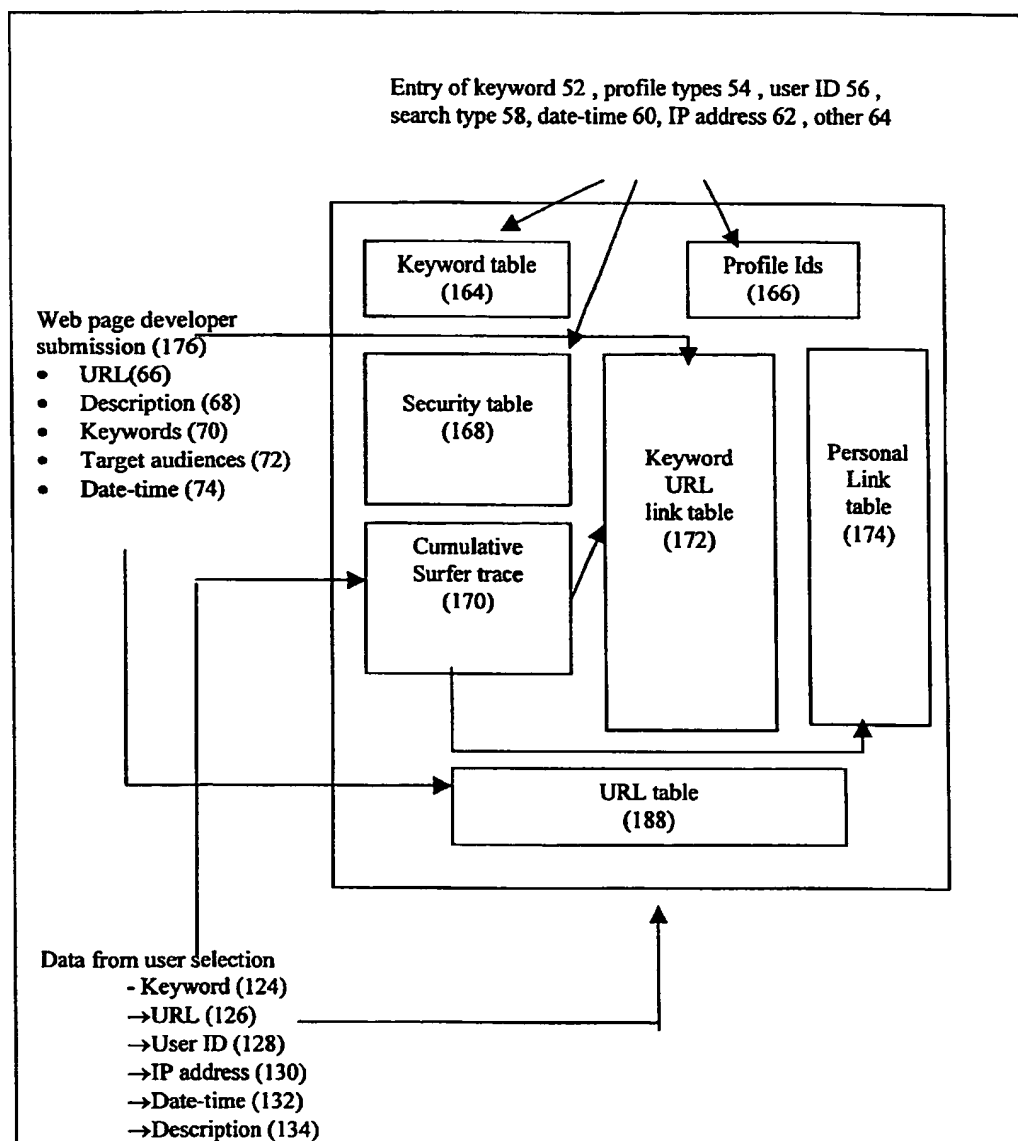 Entry of keyword 52 , profile types 54 , user ID 56 ,
search type 58, date-time 60, IP address 62 , other 64
Keyword table
(164)
Profile Ids
(166)
Web page developer
submission (176)
• URL(66)
• Description (68)
• Keywords (70)
• Target audiences (72)
• Date-time (74)
Security table
(168)
Keyword
URL
link table
(172)
Personal
Link
table
(174)
Cumulative
Surfer trace
(170)
URL table
(188)
Data from user selection
- Keyword (124)
→URL (126)
→User ID (128)
→IP address (130)
→Date-time (132)
→Description (134)